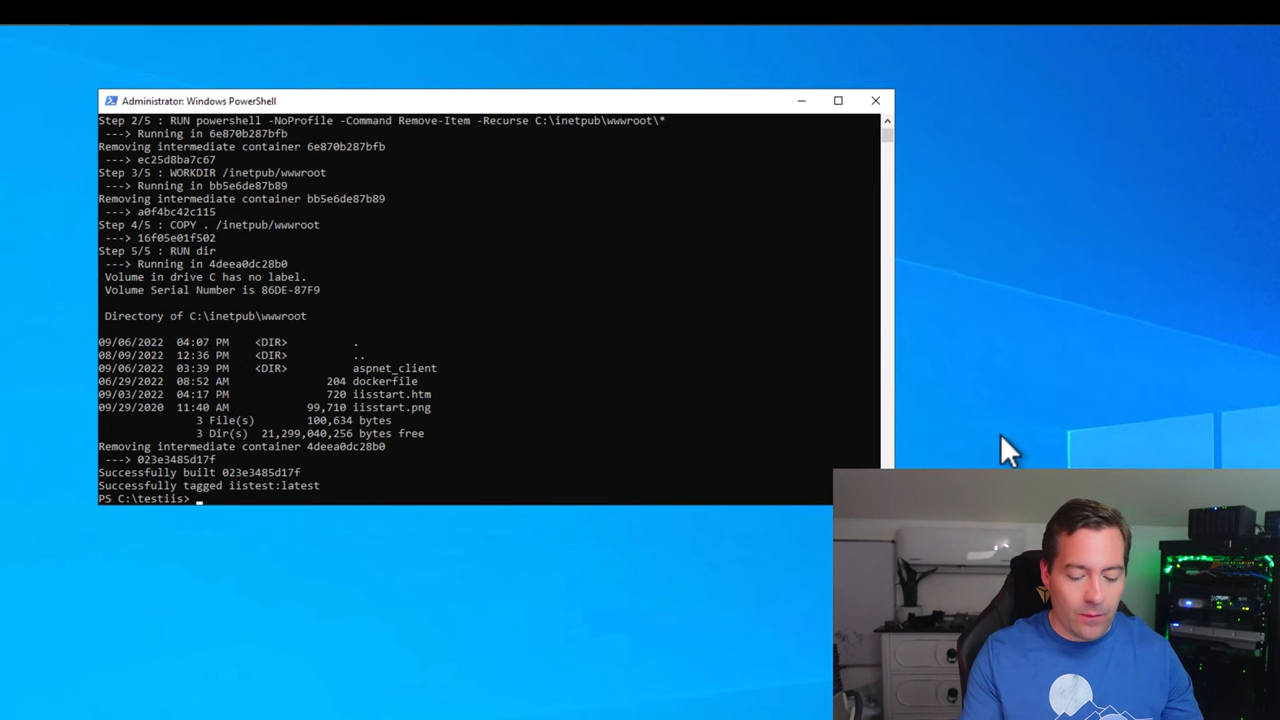 Administrator: Windows PowerShell
Step 2/5 : RUN powershell -NoProfile -Command Remove-Item -Recurse C:\inetpub\wwwroot\*
---> Running in 6e870b287bfb
Removing intermediate container 6e870b287bfb
---> ec25d8ba7c67
Step 3/5 : WORKDIR /inetpub/wwwroot
---> Running in bb5e6de87b89
Removing intermediate container bb5e6de87b89
---> a0f4bc42c115
Step 4/5 : COPY . /inetpub/wwwroot
---> 16f05e01f502
Step 5/5 : RUN dir
---> Running in 4deea0dc28b0
Volume in drive C has no label.
Volume Serial Number is 86DE-87F9
Directory of C:\inetpub\wwwroot
09/06/2022 04:07 PM <DIR> .
08/09/2022 12:36 PM <DIR> ..
09/06/2022 03:39 PM <DIR> aspnet_client
06/29/2022 08:52 AM 204 dockerfile
09/03/2022 04:17 PM 720 iisstart.htm
09/29/2020 11:40 AM 99,710 iisstart.png
3 File(s) 100,634 bytes
3 Dir(s) 21,299,040,256 bytes free
Removing intermediate container 4deea0dc28b0
---> 023e3485d17f
Successfully built 023e3485d17f
Successfully tagged iistest:latest
PS C:\testiis>